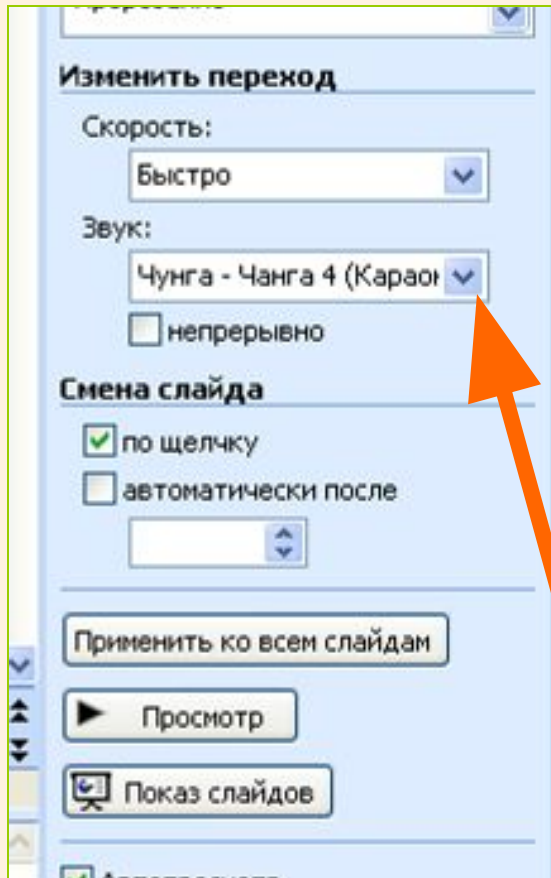 Изменить переход
Скорость:
Быстро
Звук:
Чунга - Чанга 4 (Караок
непрерывно
Смена слайда
по щелчку
автоматически после
Применить ко всем слайдам
Просмотр
Показ слайдов